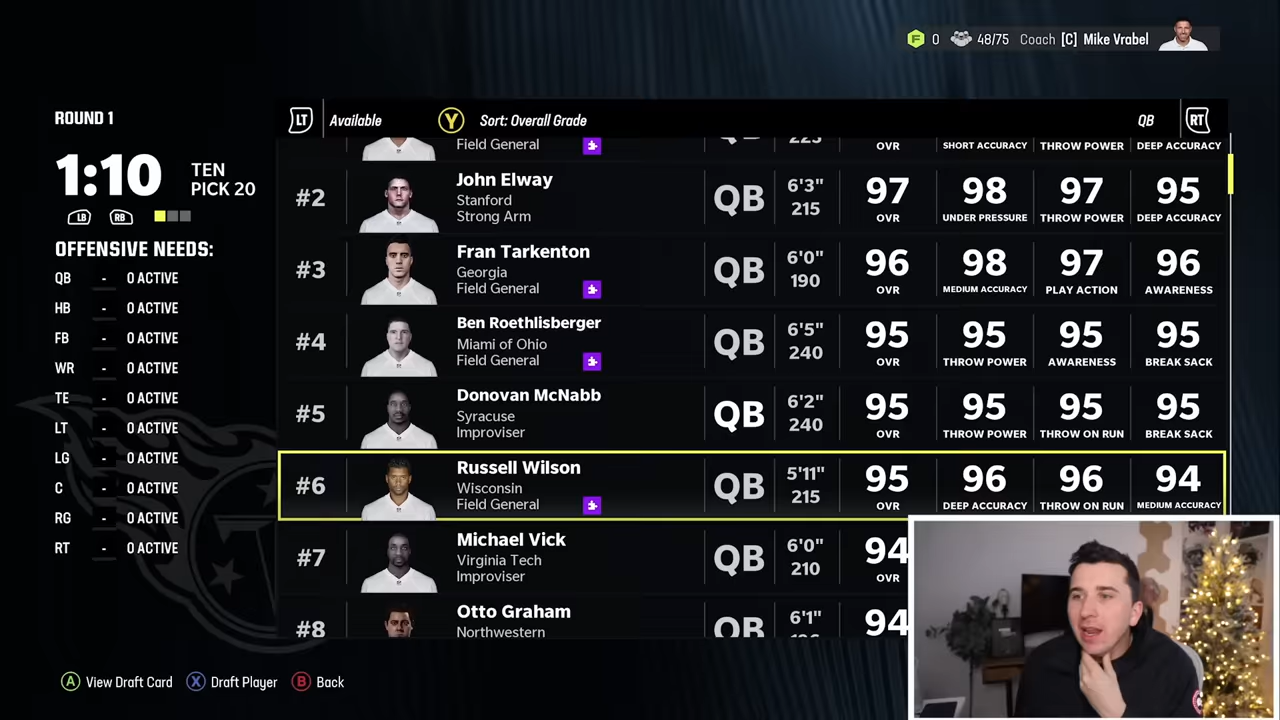 F 0 48/75 Coach [C] Mike Vrabel
ROUND 1
1:10 TEN
PICK 20
LB RB
OFFENSIVE NEEDS:
QB - 0 ACTIVE
HB - 0 ACTIVE
FB - 0 ACTIVE
WR - 0 ACTIVE
TE - 0 ACTIVE
LT - 0 ACTIVE
LG - 0 ACTIVE
C - 0 ACTIVE
RG - 0 ACTIVE
RT - 0 ACTIVE
LT Available Y Sort: Overall Grade QB RT
Field General 223
OVR SHORT ACCURACY THROW POWER DEEP ACCURACY
#2 John Elway QB 6'3" 97 98 97 95
Stanford 215
Strong Arm OVR UNDER PRESSURE THROW POWER DEEP ACCURACY
#3 Fran Tarkenton QB 6'0" 96 98 97 96
Georgia 190
Field General OVR MEDIUM ACCURACY PLAY ACTION AWARENESS
#4 Ben Roethlisberger QB 6'5" 95 95 95 95
Miami of Ohio 240
Field General OVR THROW POWER AWARENESS BREAK SACK
#5 Donovan McNabb QB 6'2" 95 95 95 95
Syracuse 240
Improviser OVR THROW POWER THROW ON RUN BREAK SACK
#6 Russell Wilson QB 5'11" 95 96 96 94
Wisconsin 215
Field General OVR DEEP ACCURACY THROW ON RUN MEDIUM ACCURACY
#7 Michael Vick QB 6'0" 94
Virginia Tech 210
Improviser OVR
#8 Otto Graham QB 6'1" 94
Northwestern
A View Draft Card X Draft Player B Back